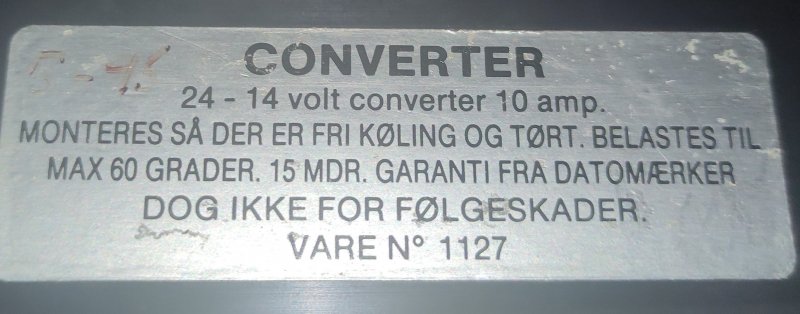 CONVERTER
24 - 14 volt converter 10 amp.
MONTERES SÅ DER ER FRI KØLING OG TØRT. BELASTES TIL
MAX 60 GRADER. 15 MDR. GARANTI FRA DATOMÆRKER
DOG IKKE FOR FØLGESKADER.
VARE Nº 1127